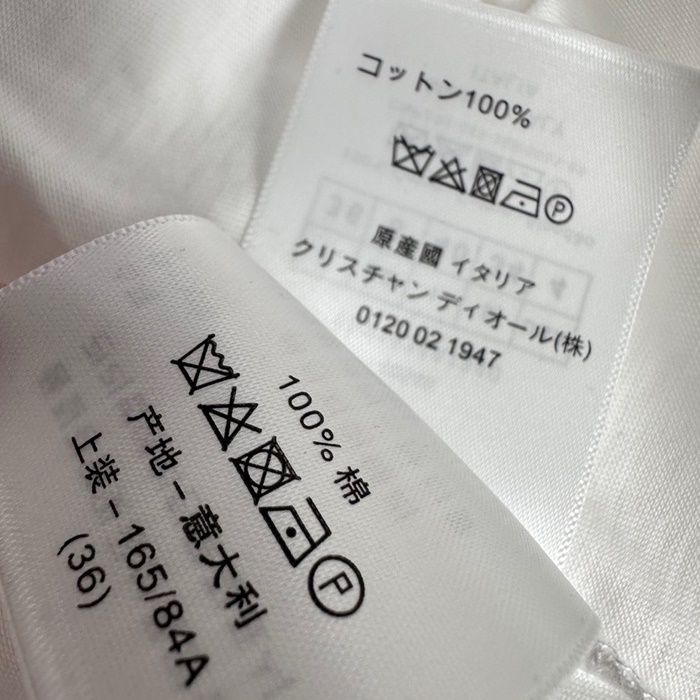 コットン100%
P
原産國 イタリア
クリスチャン ディオール(株)
0120 02 1947
100% 棉
P
产地－意大利
上装－165/84A
(36)